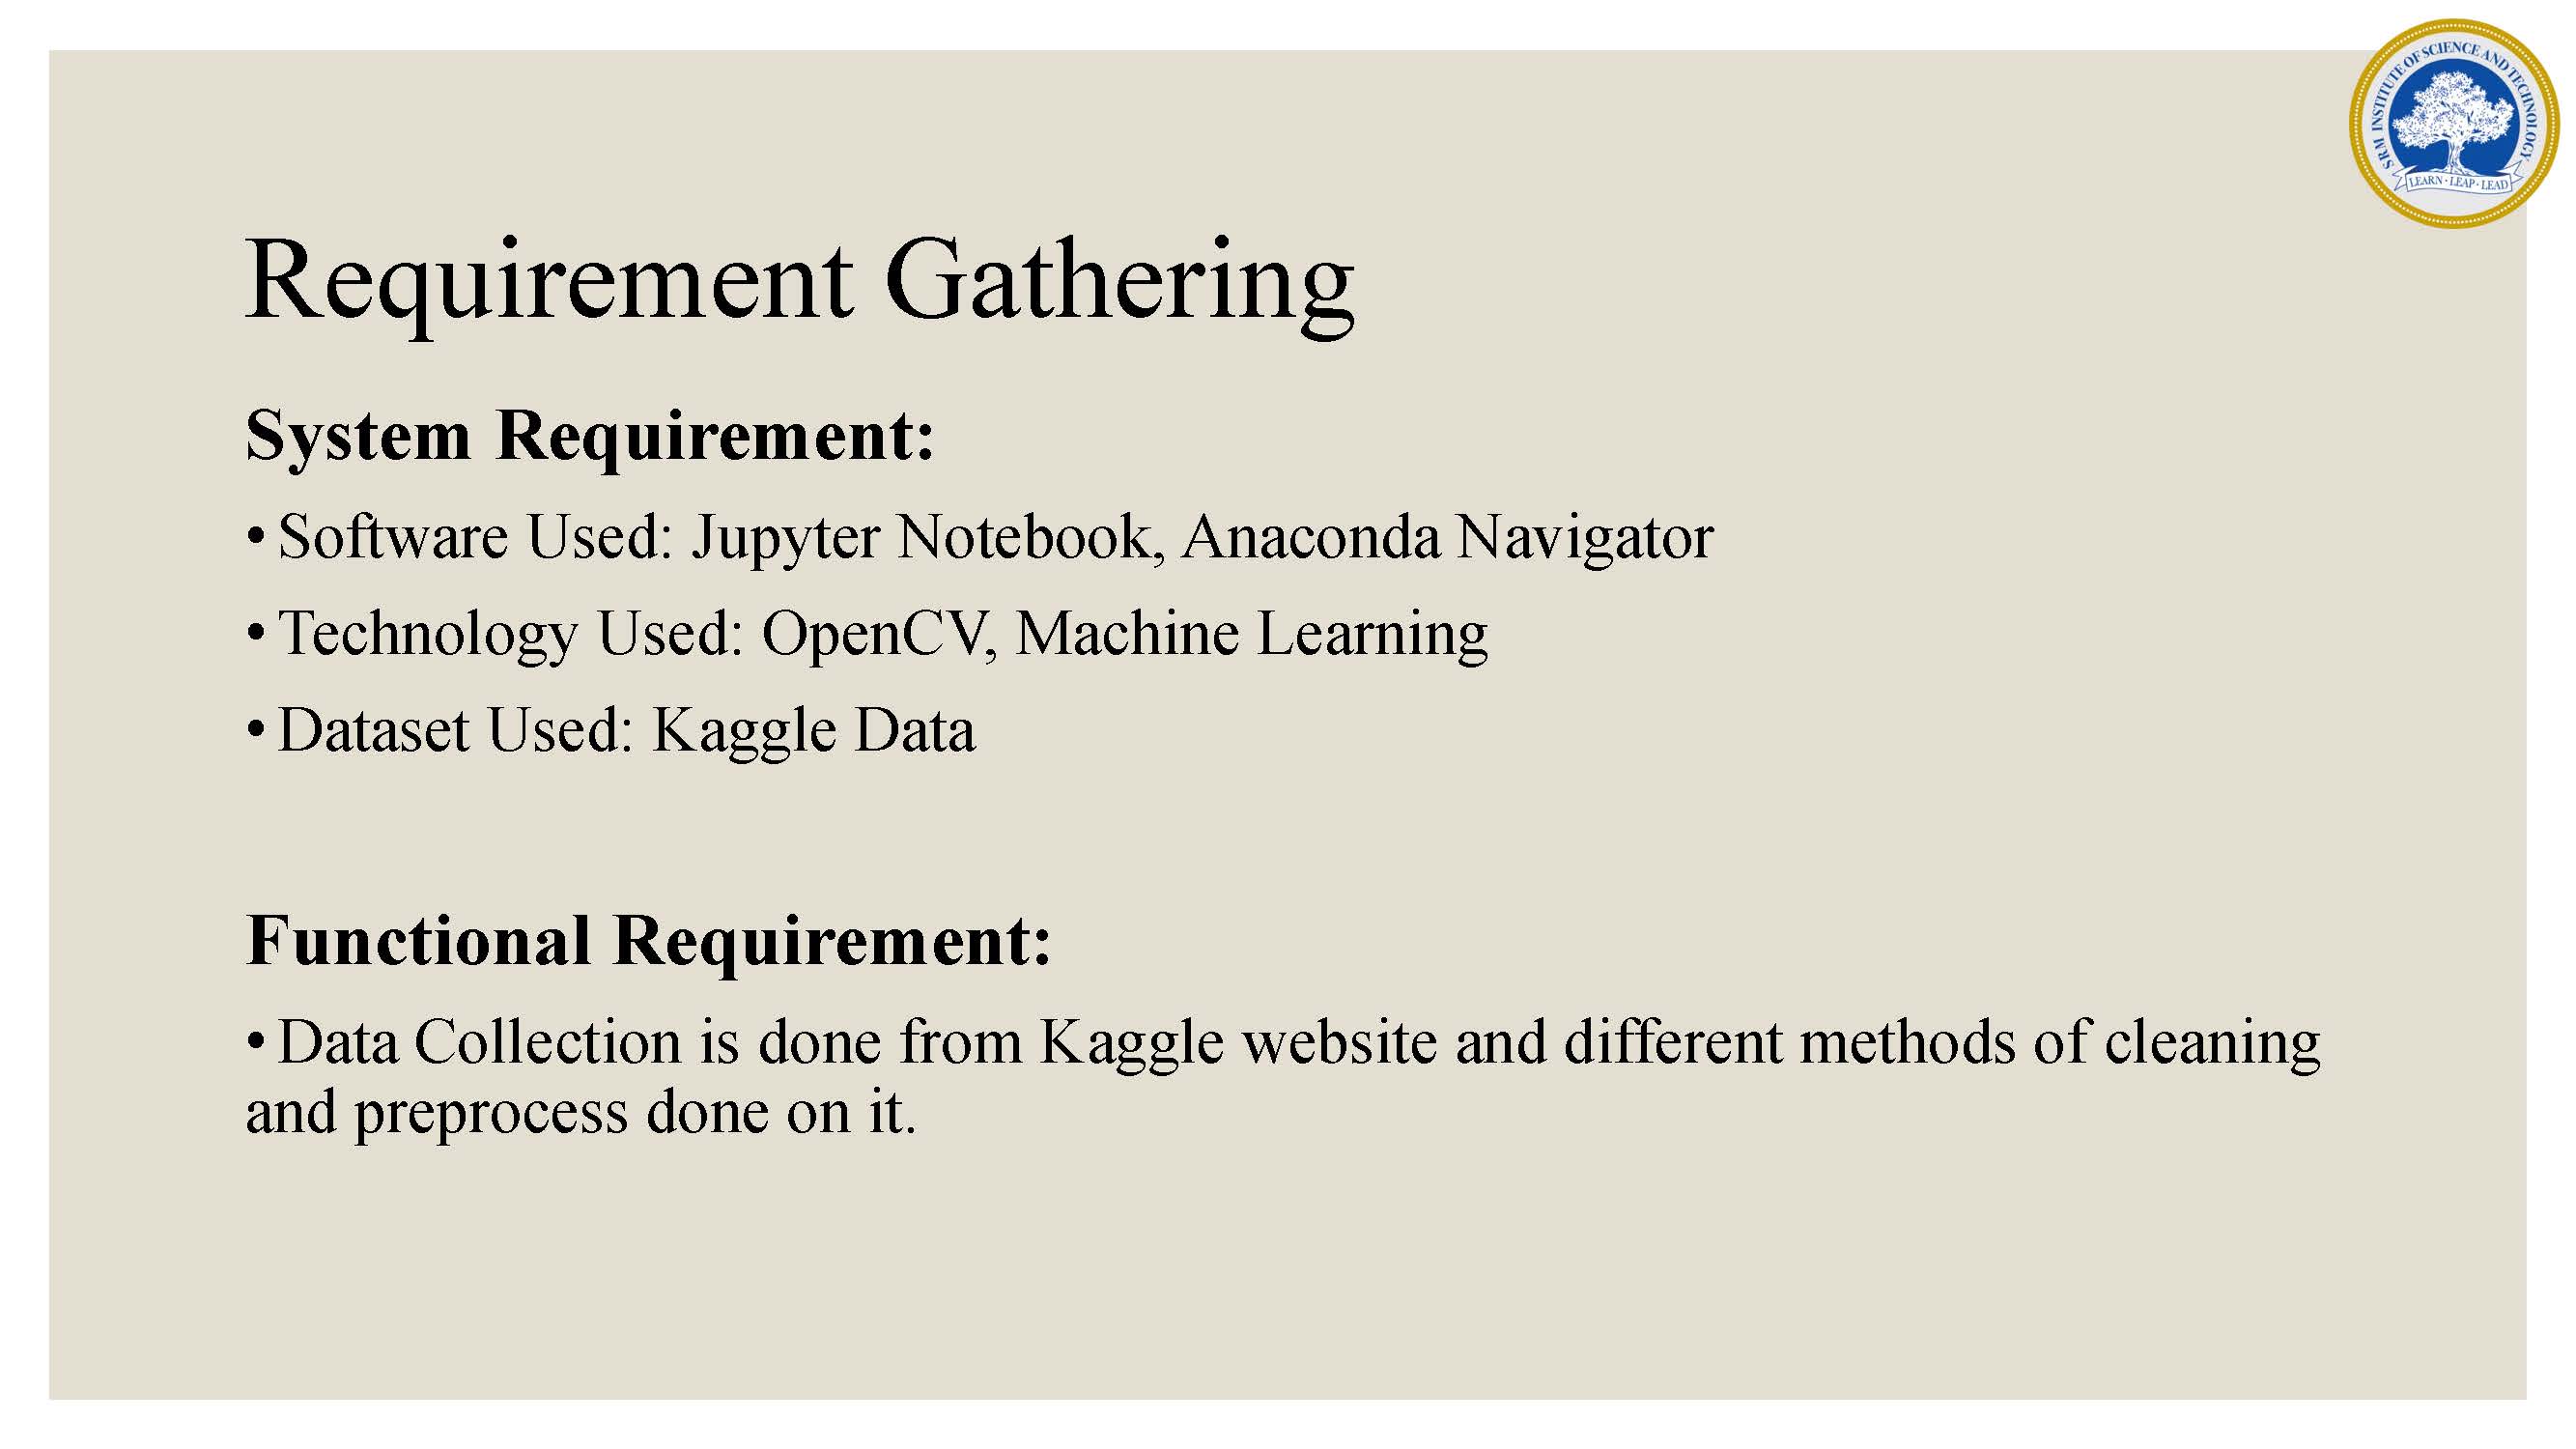 SRM INSTITUTE OF SCIENCE AND TECHNOLOGY
LEARN · LEAP · LEAD
Requirement Gathering
System Requirement:
• Software Used: Jupyter Notebook, Anaconda Navigator
• Technology Used: OpenCV, Machine Learning
• Dataset Used: Kaggle Data
Functional Requirement:
• Data Collection is done from Kaggle website and different methods of cleaning
and preprocess done on it.